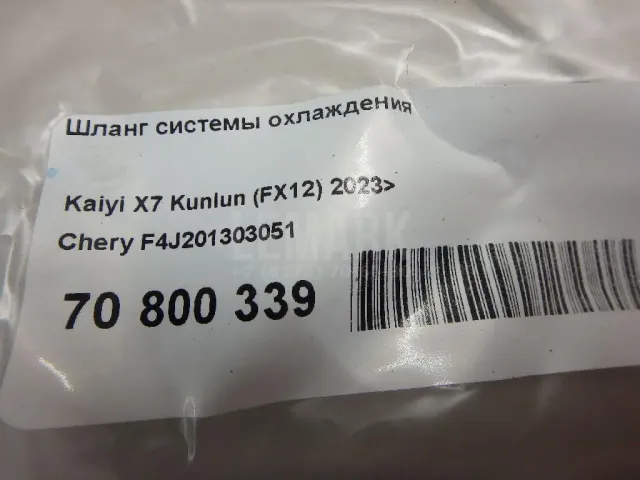 Шланг системы охлаждения
Kaiyi X7 Kunlun (FX12) 2023>
Chery F4J201303051
70 800 339